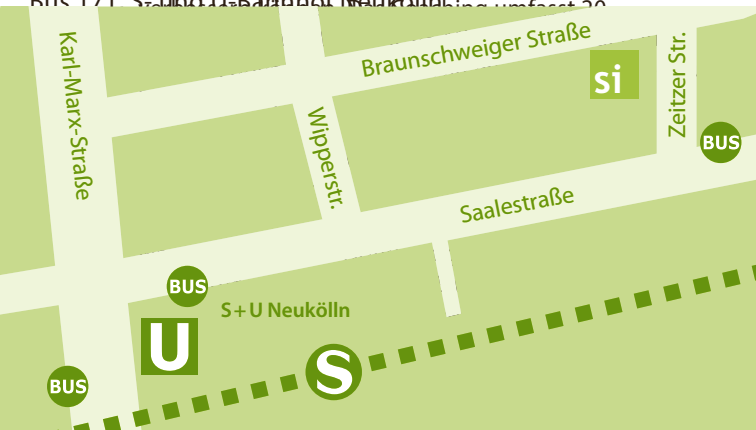 Karl-Marx-Straße
Braunschweiger Straße
si
Zeitzer Str.
BUS
Wipperstr.
Saalestraße
BUS
S+U Neukölln
U
S
BUS